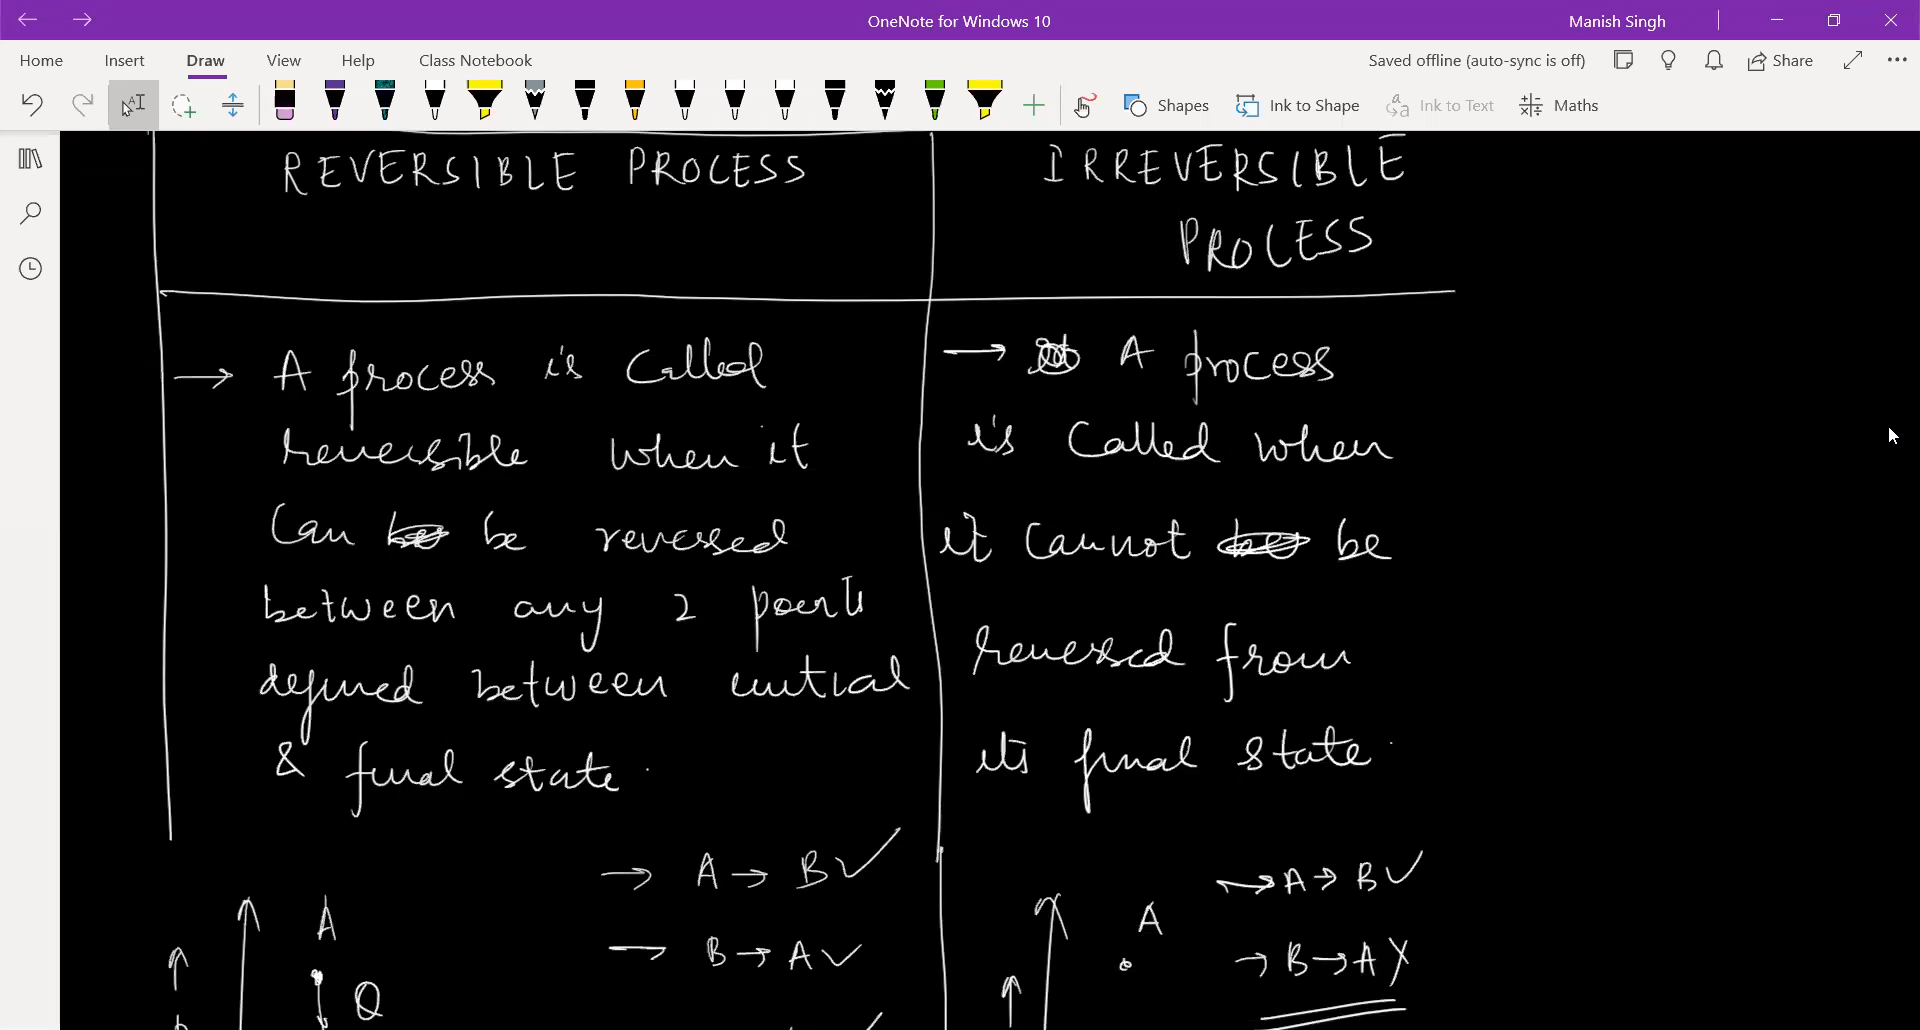 OneNote for Windows 10
Manish Singh
Home Insert Draw View Help Class Notebook
Saved offline (auto-sync is off) Share
Shapes Ink to Shape Ink to Text Maths
REVERSIBLE PROCESS
IRREVERSIBLE
PROCESS
→ A process is called
reversible when it
can be reversed
between any 2 points
defined between initial
& final state.
→ A process
is called when
it cannot be
reversed from
its final state.
→ A → B ✓
— B → A ✓
A
Q
→ A → B ✓
→ B → A X
A